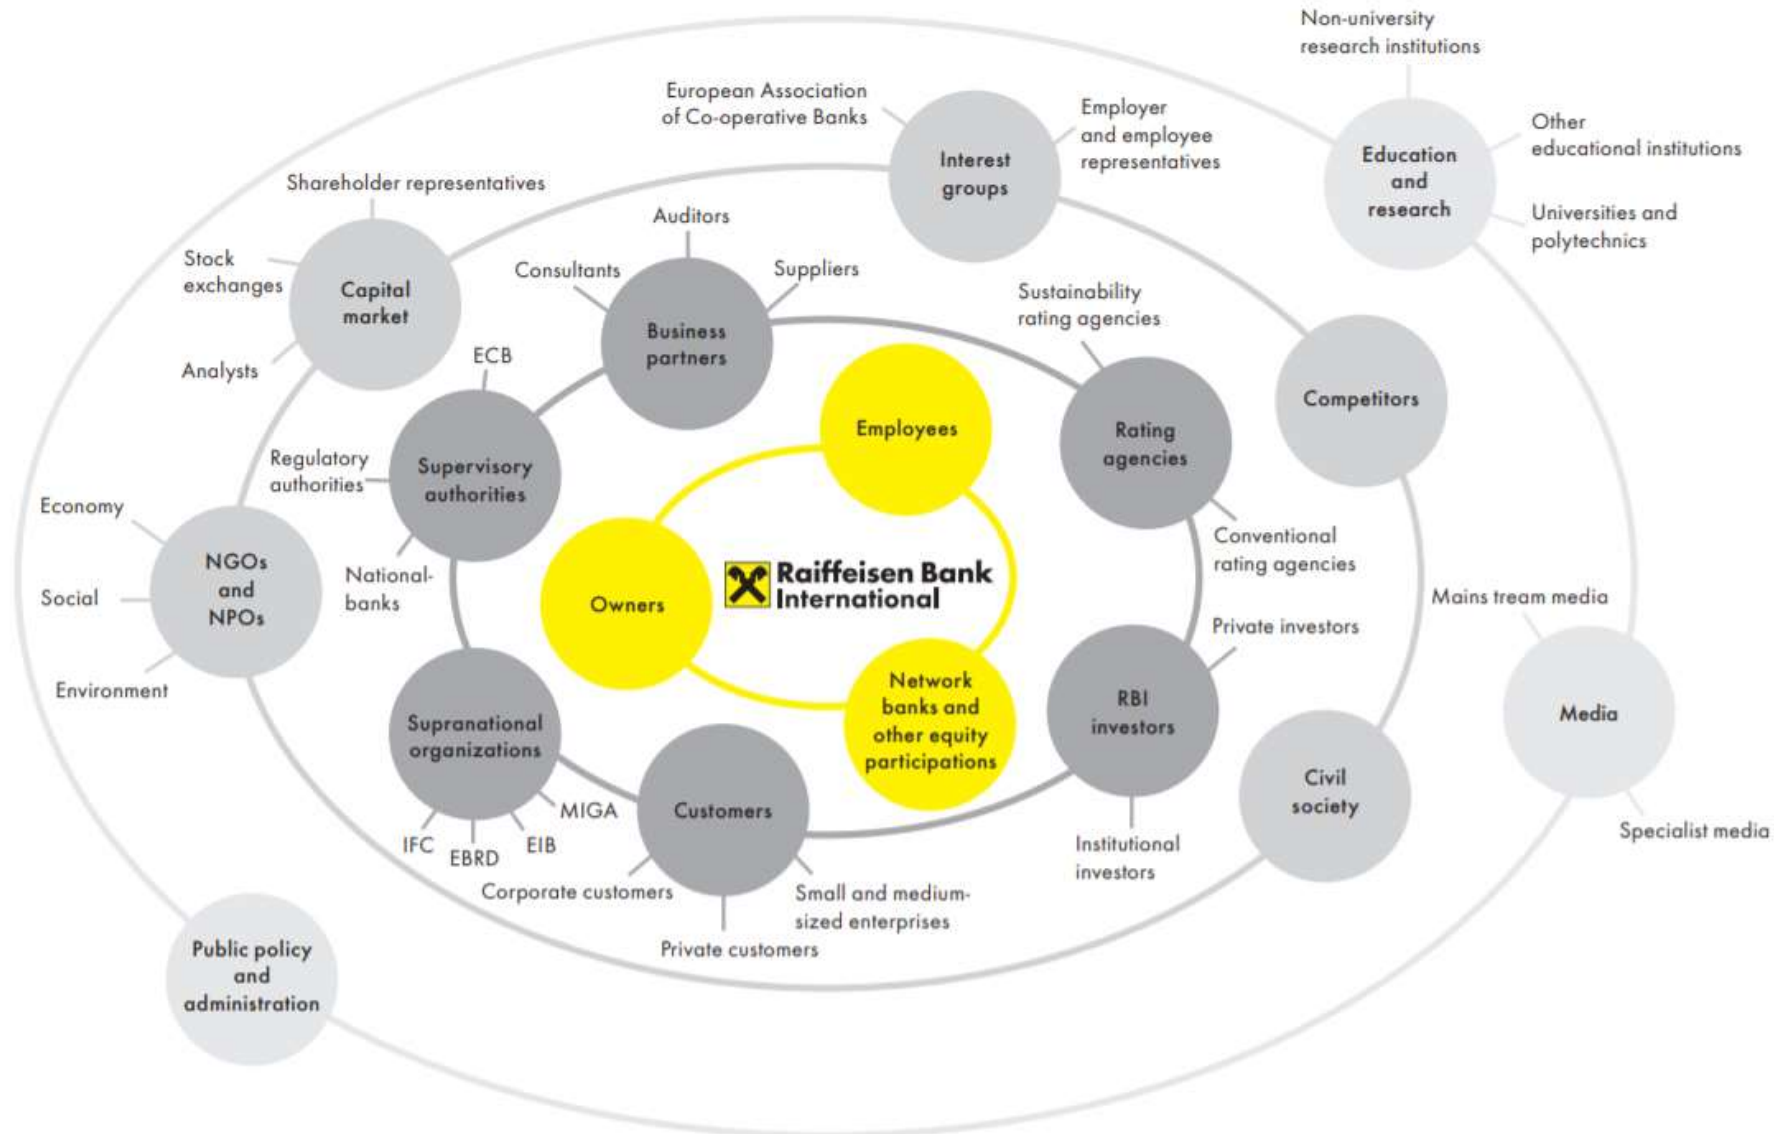 Non-university
research institutions
European Association
of Co-operative Banks
Interest
groups
Employer
and employee
representatives
Education
and
research
Other
educational institutions
Universities and
polytechnics
Shareholder representatives
Stock
exchanges
Capital
market
Analysts
Auditors
Consultants
Suppliers
Business
partners
Sustainability
rating agencies
Rating
agencies
Conventional
rating agencies
Competitors
ECB
Regulatory
authorities
Supervisory
authorities
National-
banks
Employees
Owners
Raiffeisen Bank
International
Network
banks and
other equity
participations
Economy
Social
Environment
NGOs
and
NPOs
Private investors
RBI
investors
Institutional
investors
Mains tream media
Media
Specialist media
Supranational
organizations
MIGA
IFC
EBRD
EIB
Customers
Corporate customers
Private customers
Small and medium-
sized enterprises
Civil
society
Public policy
and
administration